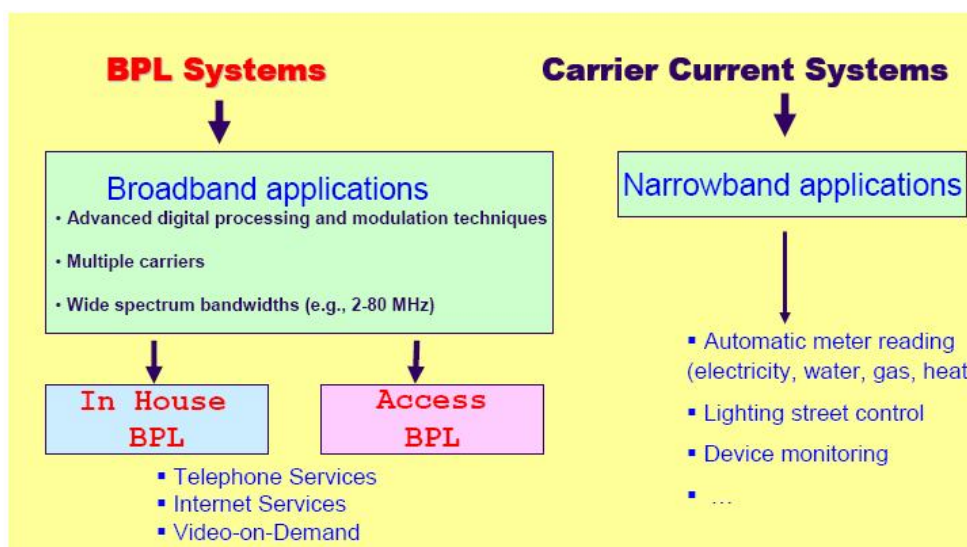 BPL Systems
Broadband applications
• Advanced digital processing and modulation techniques
• Multiple carriers
• Wide spectrum bandwidths (e.g., 2-80 MHz)
In House
BPL
Access
BPL
▪ Telephone Services
▪ Internet Services
▪ Video-on-Demand
Carrier Current Systems
Narrowband applications
▪ Automatic meter reading
(electricity, water, gas, heat
▪ Lighting street control
▪ Device monitoring
▪ …